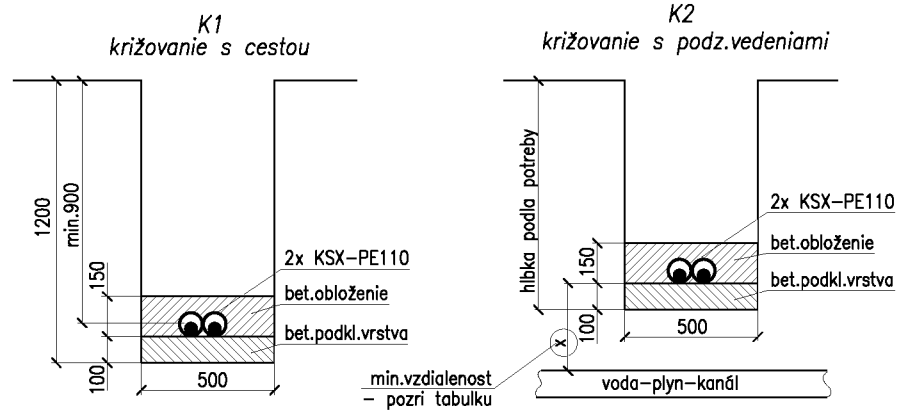 K1
križovanie s cestou
1200
min.900
150
100
500
2x KSX-PE110
bet.obloženie
bet.podkl.vrstva
K2
križovanie s podz.vedeniami
hlbka podla potreby
150
100
x
500
2x KSX-PE110
bet.obloženie
bet.podkl.vrstva
min.vzdialenost
- pozri tabulku
voda-plyn-kanál